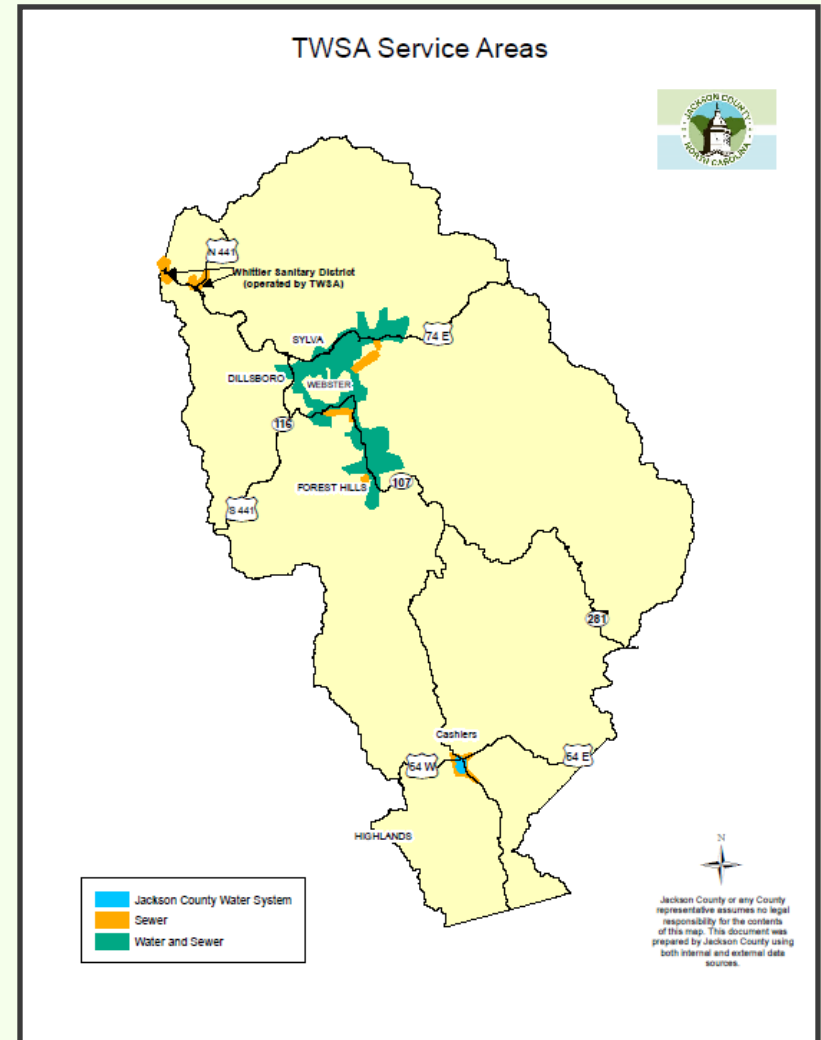 TWSA Service Areas
JACKSON COUNTY
NORTH CAROLINA
N 441
Whittier Sanitary District
(operated by TWSA)
SYLVA
74 E
DILLSBORO
WEBSTER
116
FOREST HILLS
107
S 441
281
Cashiers
64 W
64 E
HIGHLANDS
N
Jackson County Water System
Sewer
Water and Sewer
Jackson County or any County
representative assumes no legal
responsibility for the contents
of this map. This document was
prepared by Jackson County using
both internal and external data
sources.